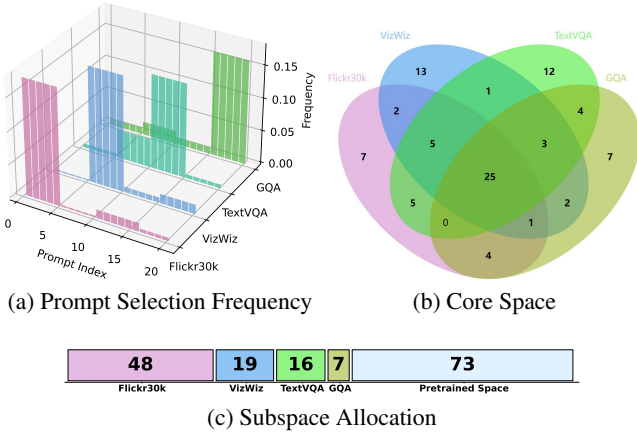 0.15
0.10
0.05
0.00
Frequency
0
5
10
15
20
Prompt Index
GQA
TextVQA
VizWiz
Flickr30k
(a) Prompt Selection Frequency
VizWiz
TextVQA
Flickr30k
GQA
13
12
2
1
4
7
5
3
7
25
5
0
1
2
4
(b) Core Space
48 19 16 7 73
Flickr30k VizWiz TextVQA GQA Pretrained Space
(c) Subspace Allocation